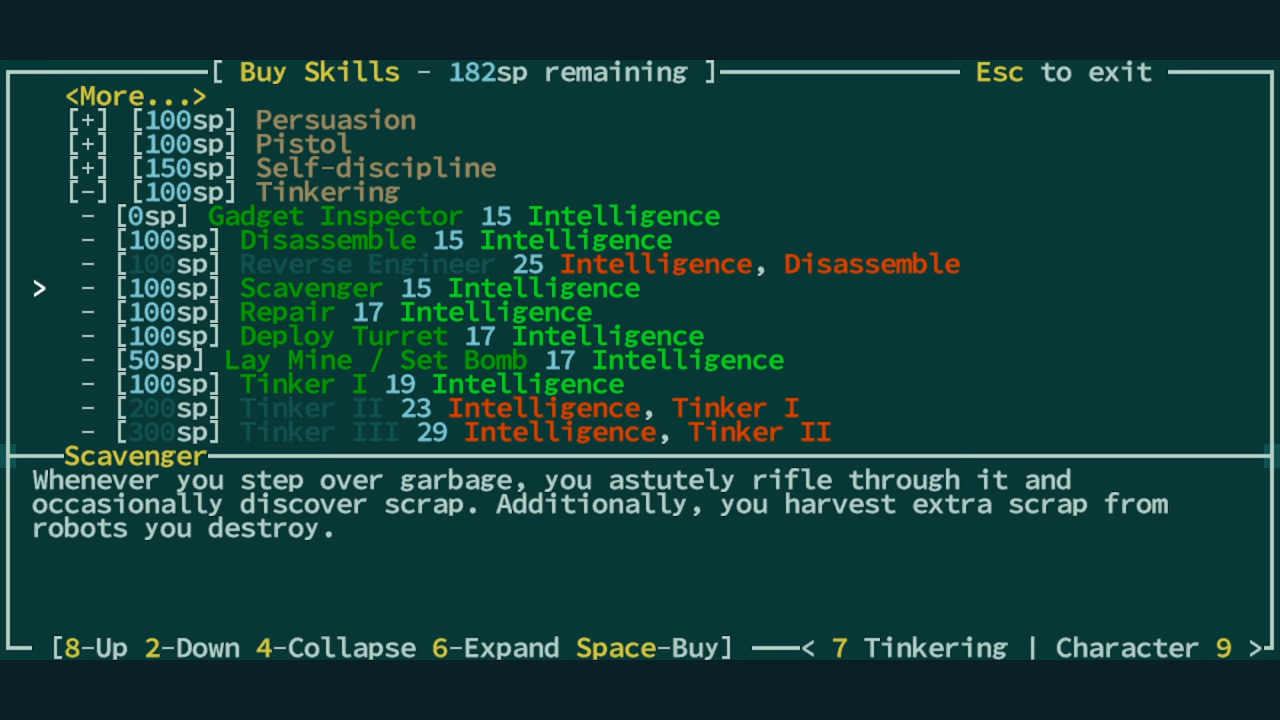 [ Buy Skills - 182sp remaining ] Esc to exit
<More...>
[+] [100sp] Persuasion
[+] [100sp] Pistol
[+] [150sp] Self-discipline
[-] [100sp] Tinkering
- [0sp] Gadget Inspector 15 Intelligence
- [100sp] Disassemble 15 Intelligence
- [100sp] Reverse Engineer 25 Intelligence, Disassemble
> - [100sp] Scavenger 15 Intelligence
- [100sp] Repair 17 Intelligence
- [100sp] Deploy Turret 17 Intelligence
- [50sp] Lay Mine / Set Bomb 17 Intelligence
- [100sp] Tinker I 19 Intelligence
- [200sp] Tinker II 23 Intelligence, Tinker I
- [300sp] Tinker III 29 Intelligence, Tinker II
Scavenger
Whenever you step over garbage, you astutely rifle through it and
occasionally discover scrap. Additionally, you harvest extra scrap from
robots you destroy.
[8-Up 2-Down 4-Collapse 6-Expand Space-Buy] < 7 Tinkering | Character 9 >